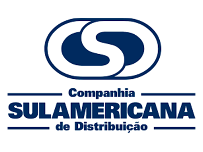 Companhia
SULAMERICANA
de Distribuição